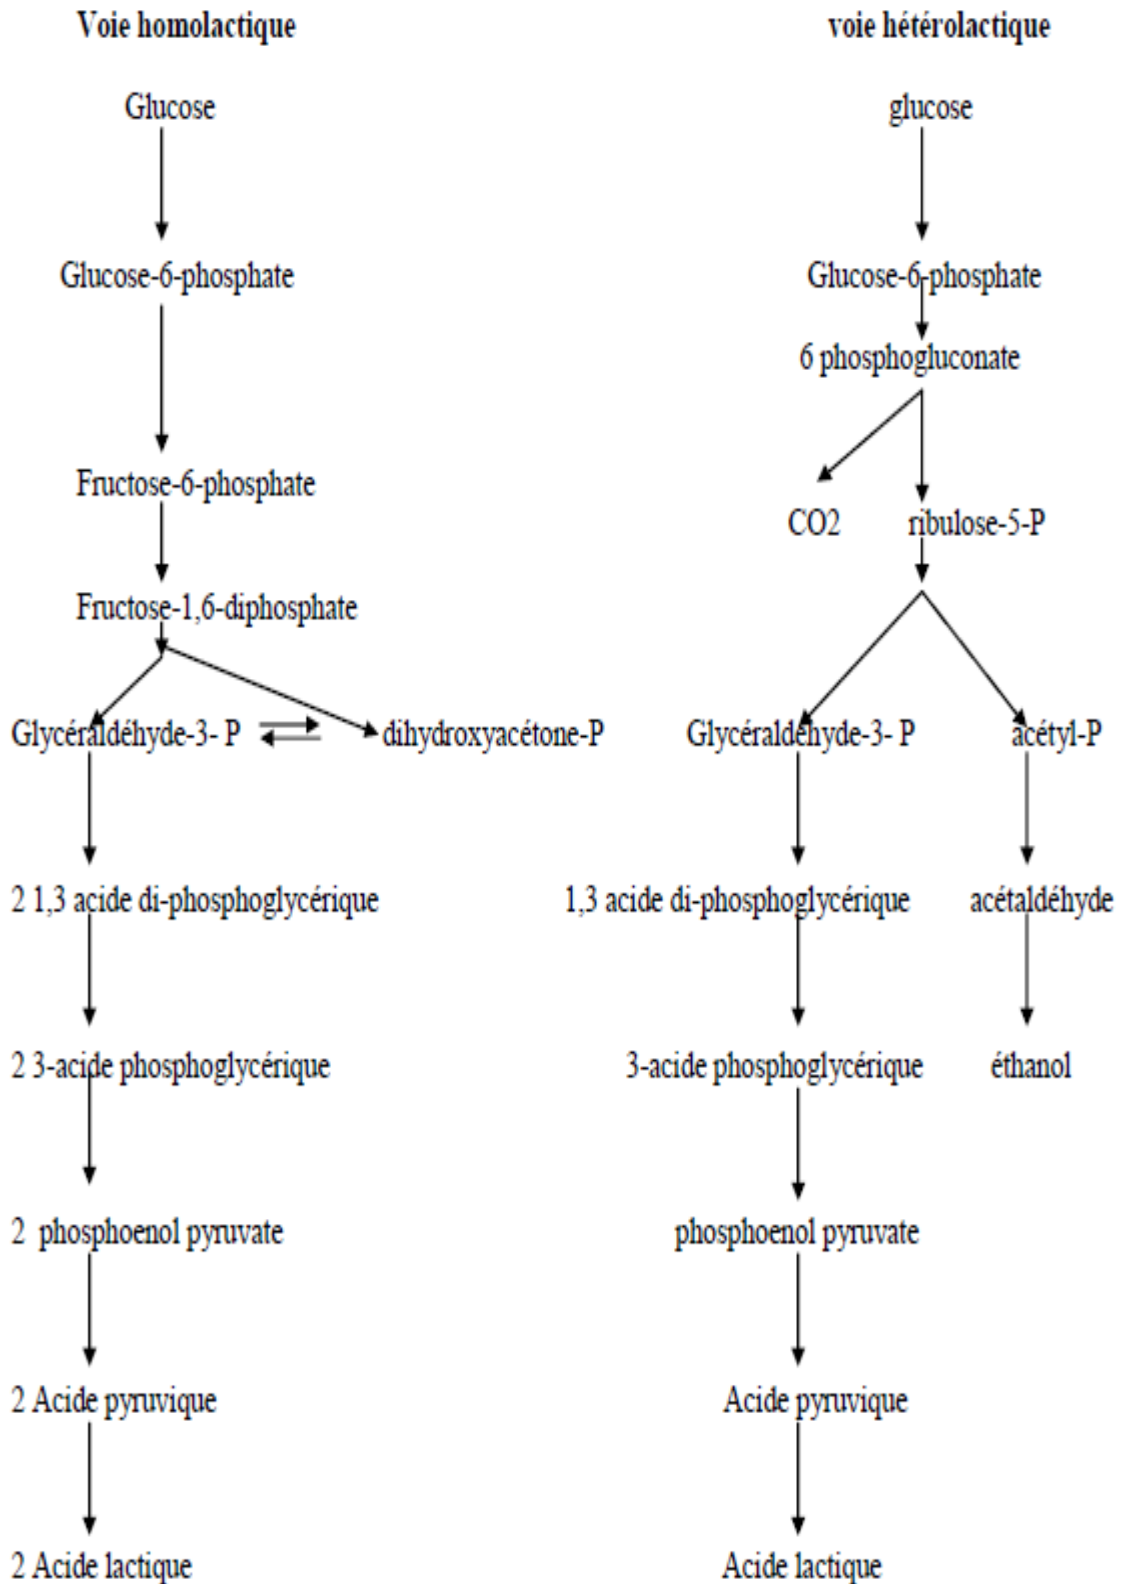 Voie homolactique
voie hétérolactique
Glucose
glucose
Glucose-6-phosphate
Glucose-6-phosphate
6 phosphogluconate
Fructose-6-phosphate
CO2
ribulose-5-P
Fructose-1,6-diphosphate
Glycéraldéhyde-3- P
dihydroxyacétone-P
Glycéraldéhyde-3- P
acétyl-P
2 1,3 acide di-phosphoglycérique
1,3 acide di-phosphoglycérique
acétaldéhyde
2 3-acide phosphoglycérique
3-acide phosphoglycérique
éthanol
2 phosphoenol pyruvate
phosphoenol pyruvate
2 Acide pyruvique
Acide pyruvique
2 Acide lactique
Acide lactique